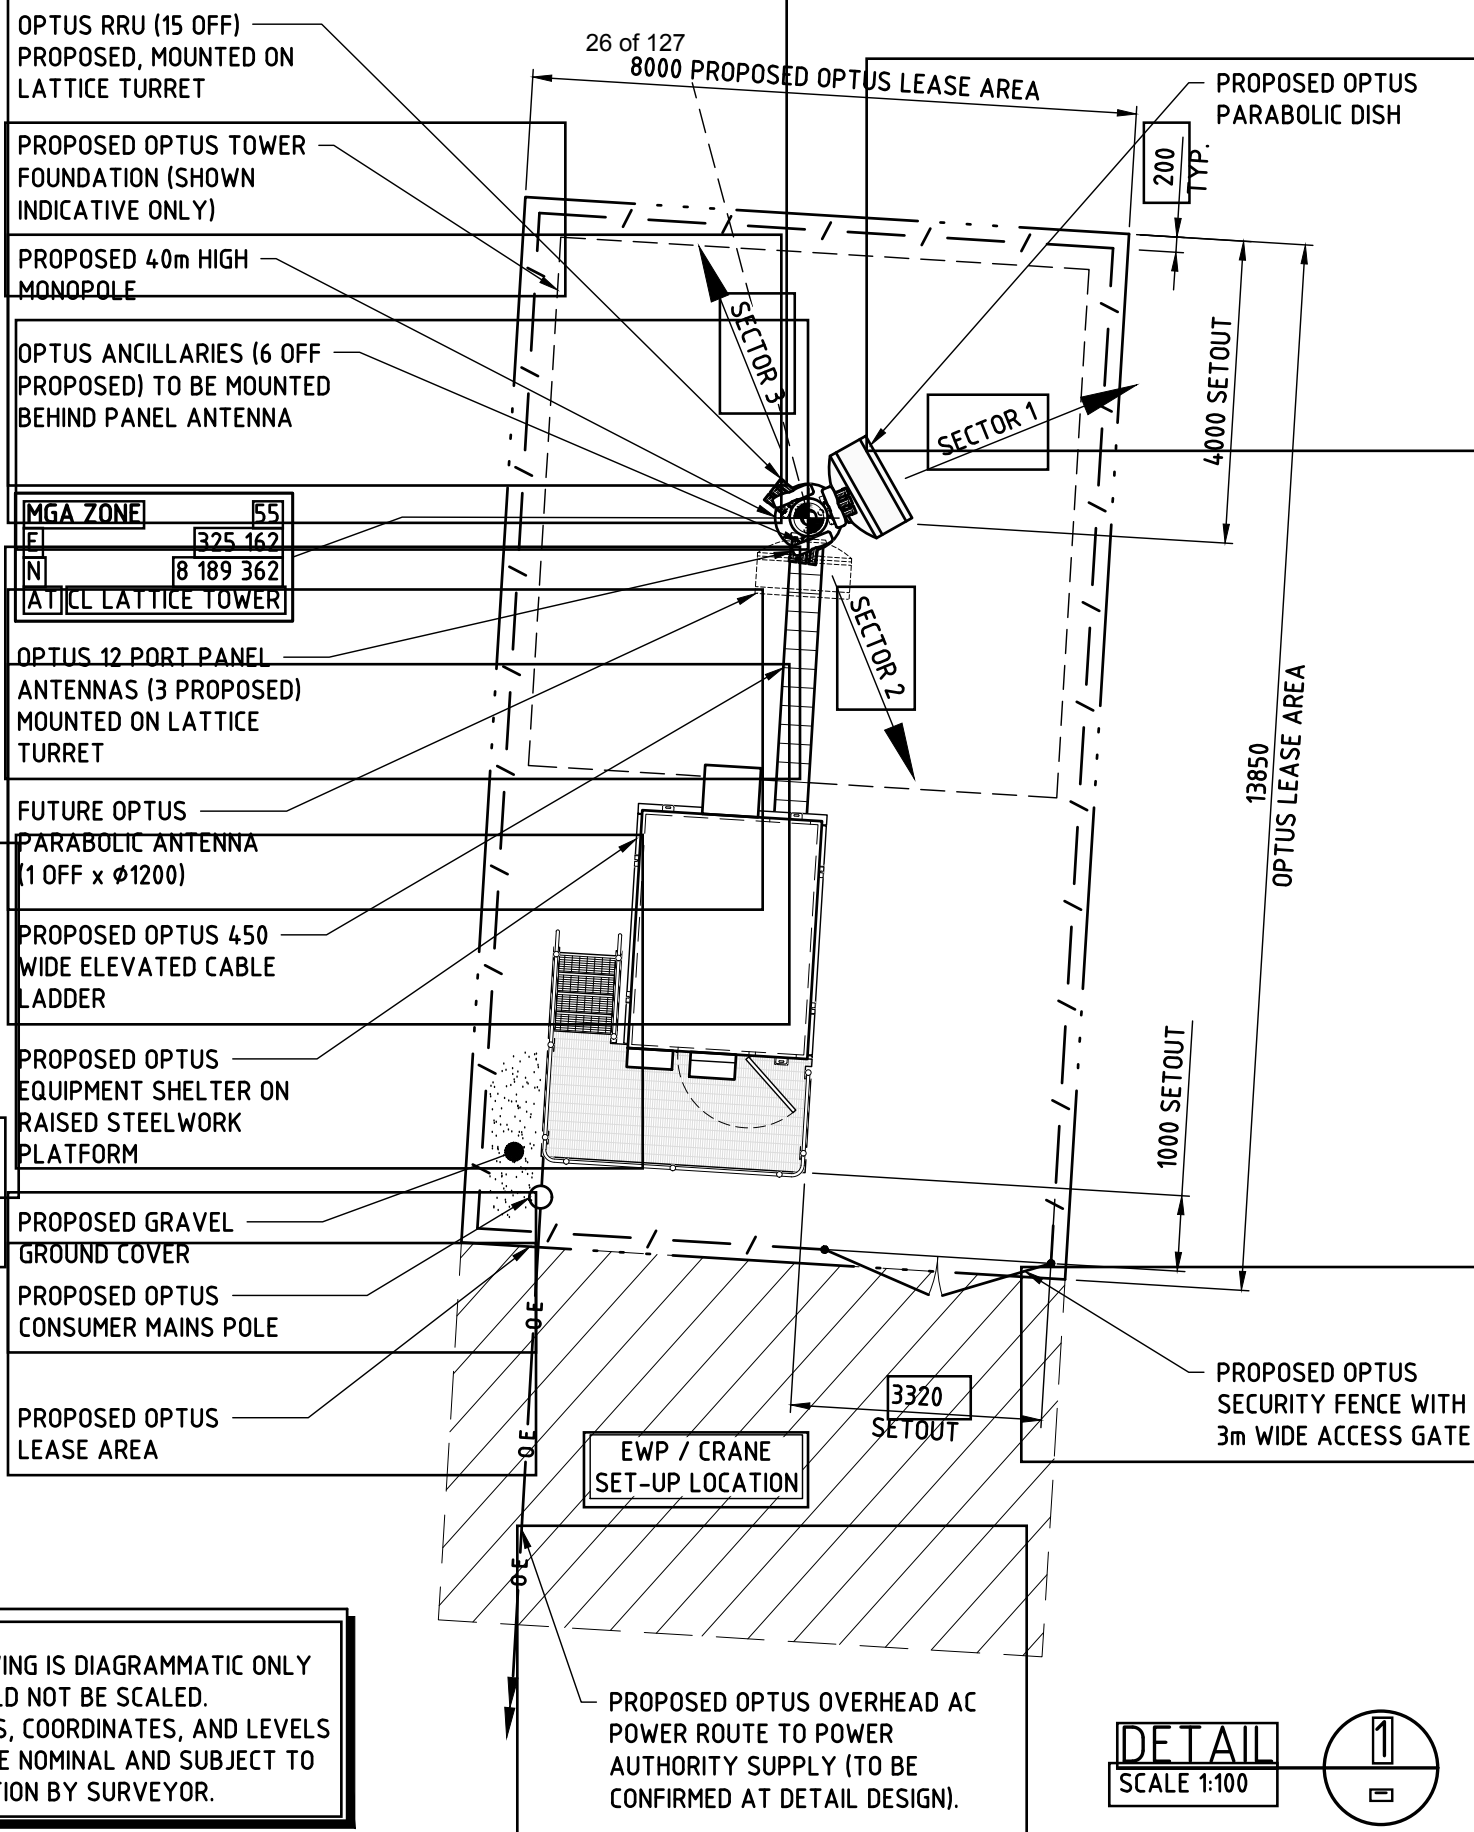 OPTUS RRU (15 OFF)
PROPOSED, MOUNTED ON
LATTICE TURRET
26 of 127
8000 PROPOSED OPTUS LEASE AREA
PROPOSED OPTUS
PARABOLIC DISH
200
TYP.
PROPOSED OPTUS TOWER
FOUNDATION (SHOWN
INDICATIVE ONLY)
PROPOSED 40m HIGH
MONOPOLE
OPTUS ANCILLARIES (6 OFF
PROPOSED) TO BE MOUNTED
BEHIND PANEL ANTENNA
SECTOR 3
SECTOR 1
4000 SETOUT
MGA ZONE 55
E 325 162
N 8 189 362
AT CL LATTICE TOWER
SECTOR 2
OPTUS 12 PORT PANEL
ANTENNAS (3 PROPOSED)
MOUNTED ON LATTICE
TURRET
13850
OPTUS LEASE AREA
FUTURE OPTUS
PARABOLIC ANTENNA
(1 OFF x Ø1200)
PROPOSED OPTUS 450
WIDE ELEVATED CABLE
LADDER
PROPOSED OPTUS
EQUIPMENT SHELTER ON
RAISED STEELWORK
PLATFORM
1000 SETOUT
PROPOSED GRAVEL
GROUND COVER
PROPOSED OPTUS
CONSUMER MAINS POLE
PROPOSED OPTUS
LEASE AREA
OE
OE
OE
3320
SETOUT
EWP / CRANE
SET-UP LOCATION
PROPOSED OPTUS
SECURITY FENCE WITH
3m WIDE ACCESS GATE
WING IS DIAGRAMMATIC ONLY
LD NOT BE SCALED.
S, COORDINATES, AND LEVELS
E NOMINAL AND SUBJECT TO
TION BY SURVEYOR.
PROPOSED OPTUS OVERHEAD AC
POWER ROUTE TO POWER
AUTHORITY SUPPLY (TO BE
CONFIRMED AT DETAIL DESIGN).
DETAIL
SCALE 1:100
1
-